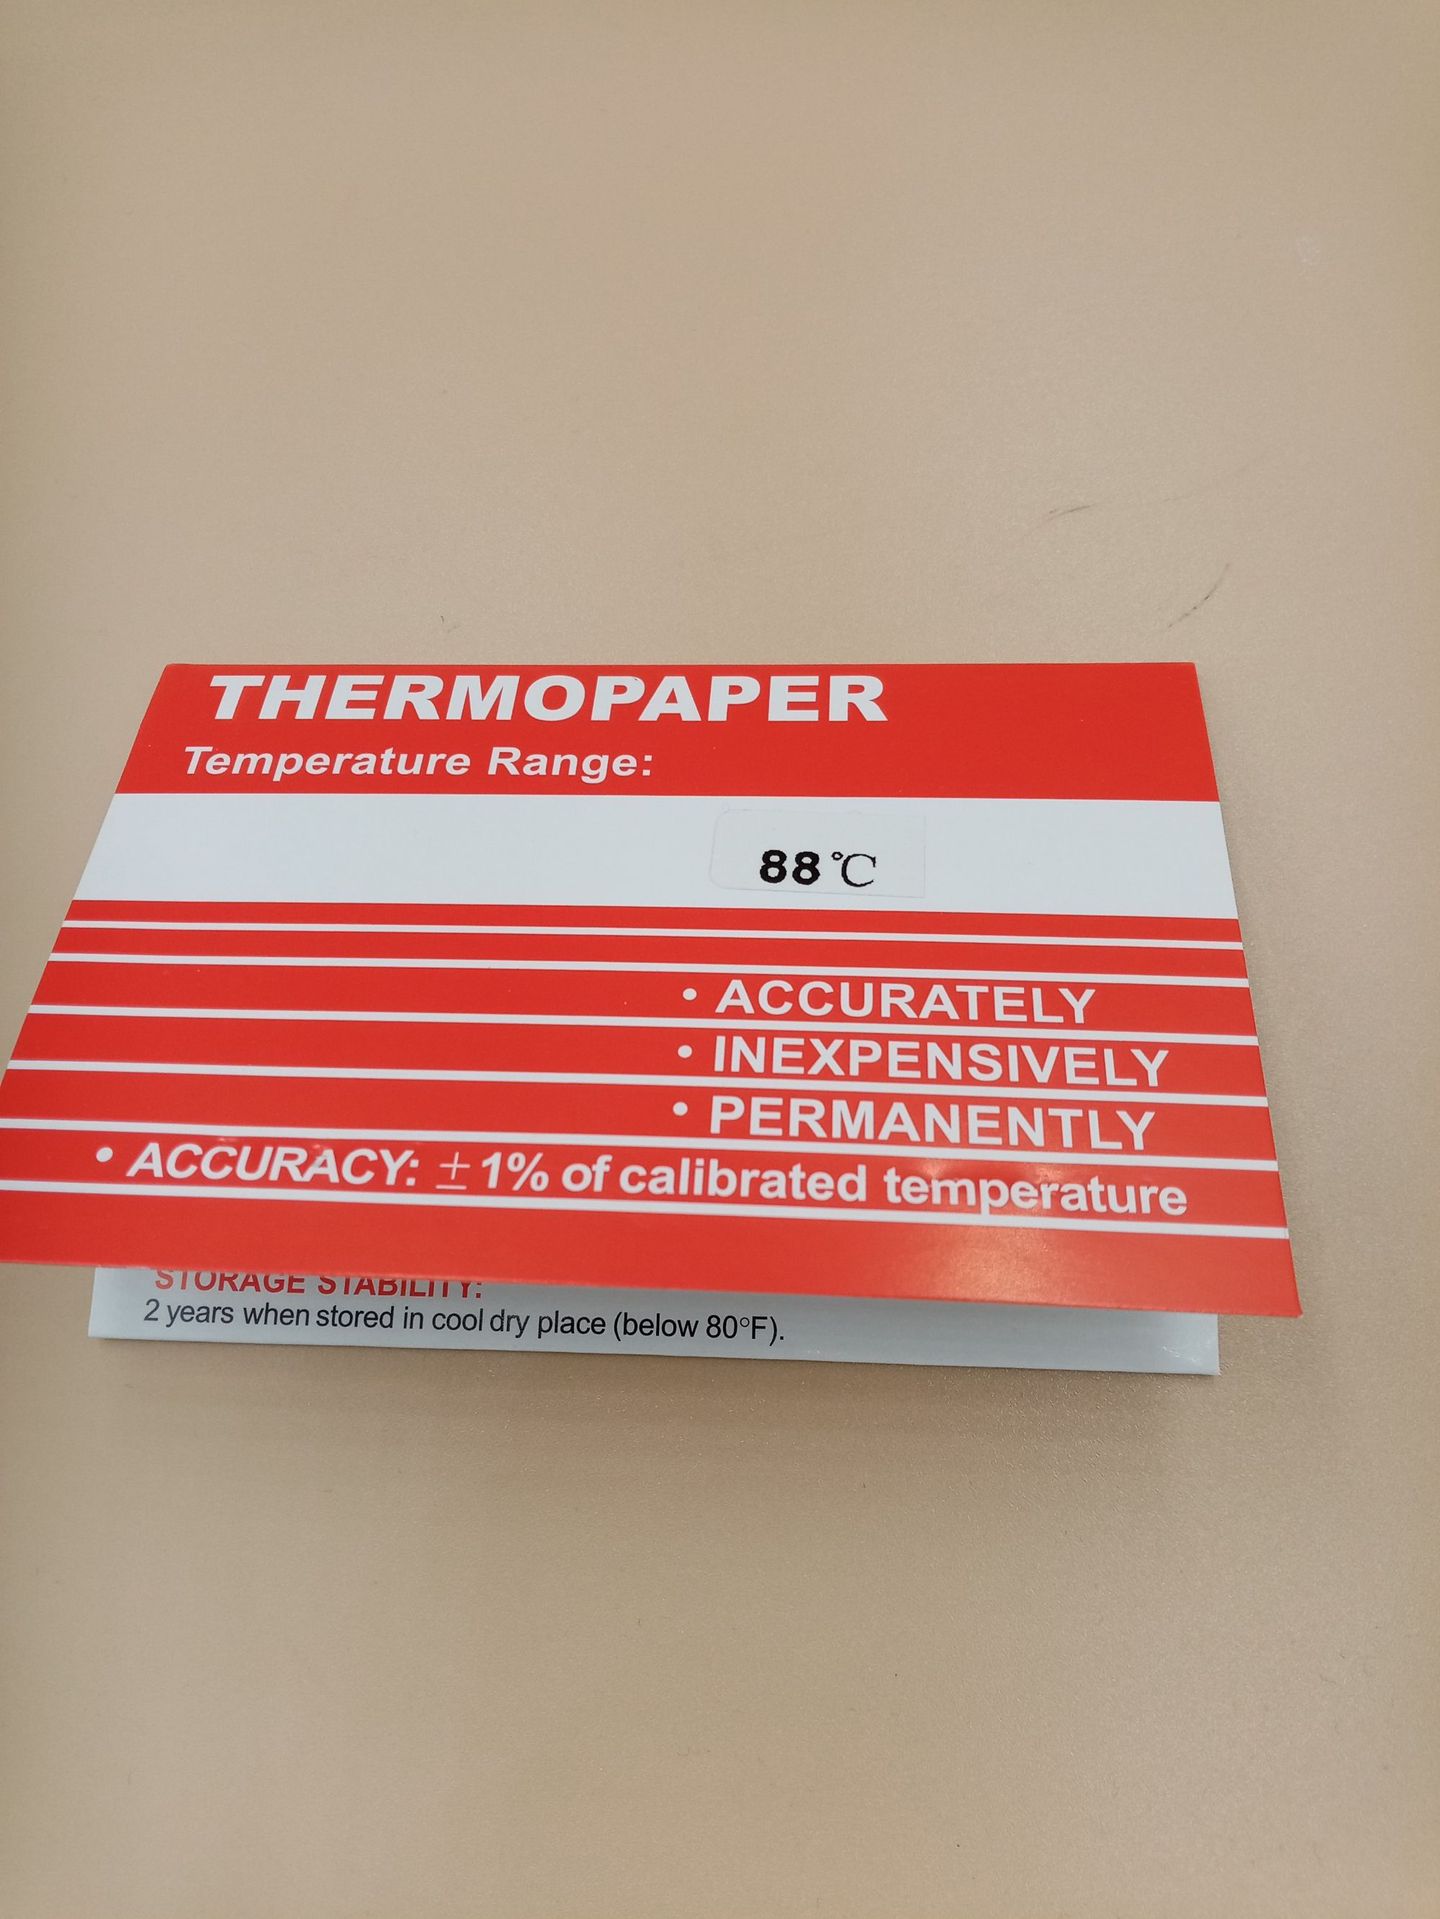 THERMOPAPER
Temperature Range:
88℃
• ACCURATELY
• INEXPENSIVELY
• PERMANENTLY
• ACCURACY: ±1% of calibrated temperature
STORAGE STABILITY:
2 years when stored in cool dry place (below 80°F).